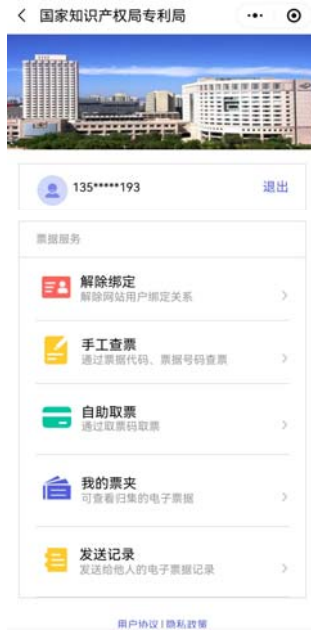 国家知识产权局专利局
135*****193
退出
票据服务
解除绑定
解除网站用户绑定关系
手工查票
通过票据代码、票据号码查票
自助取票
通过取票码取票
我的票夹
可查看归集的电子票据
发送记录
发送给他人的电子票据记录
用户协议 | 隐私政策